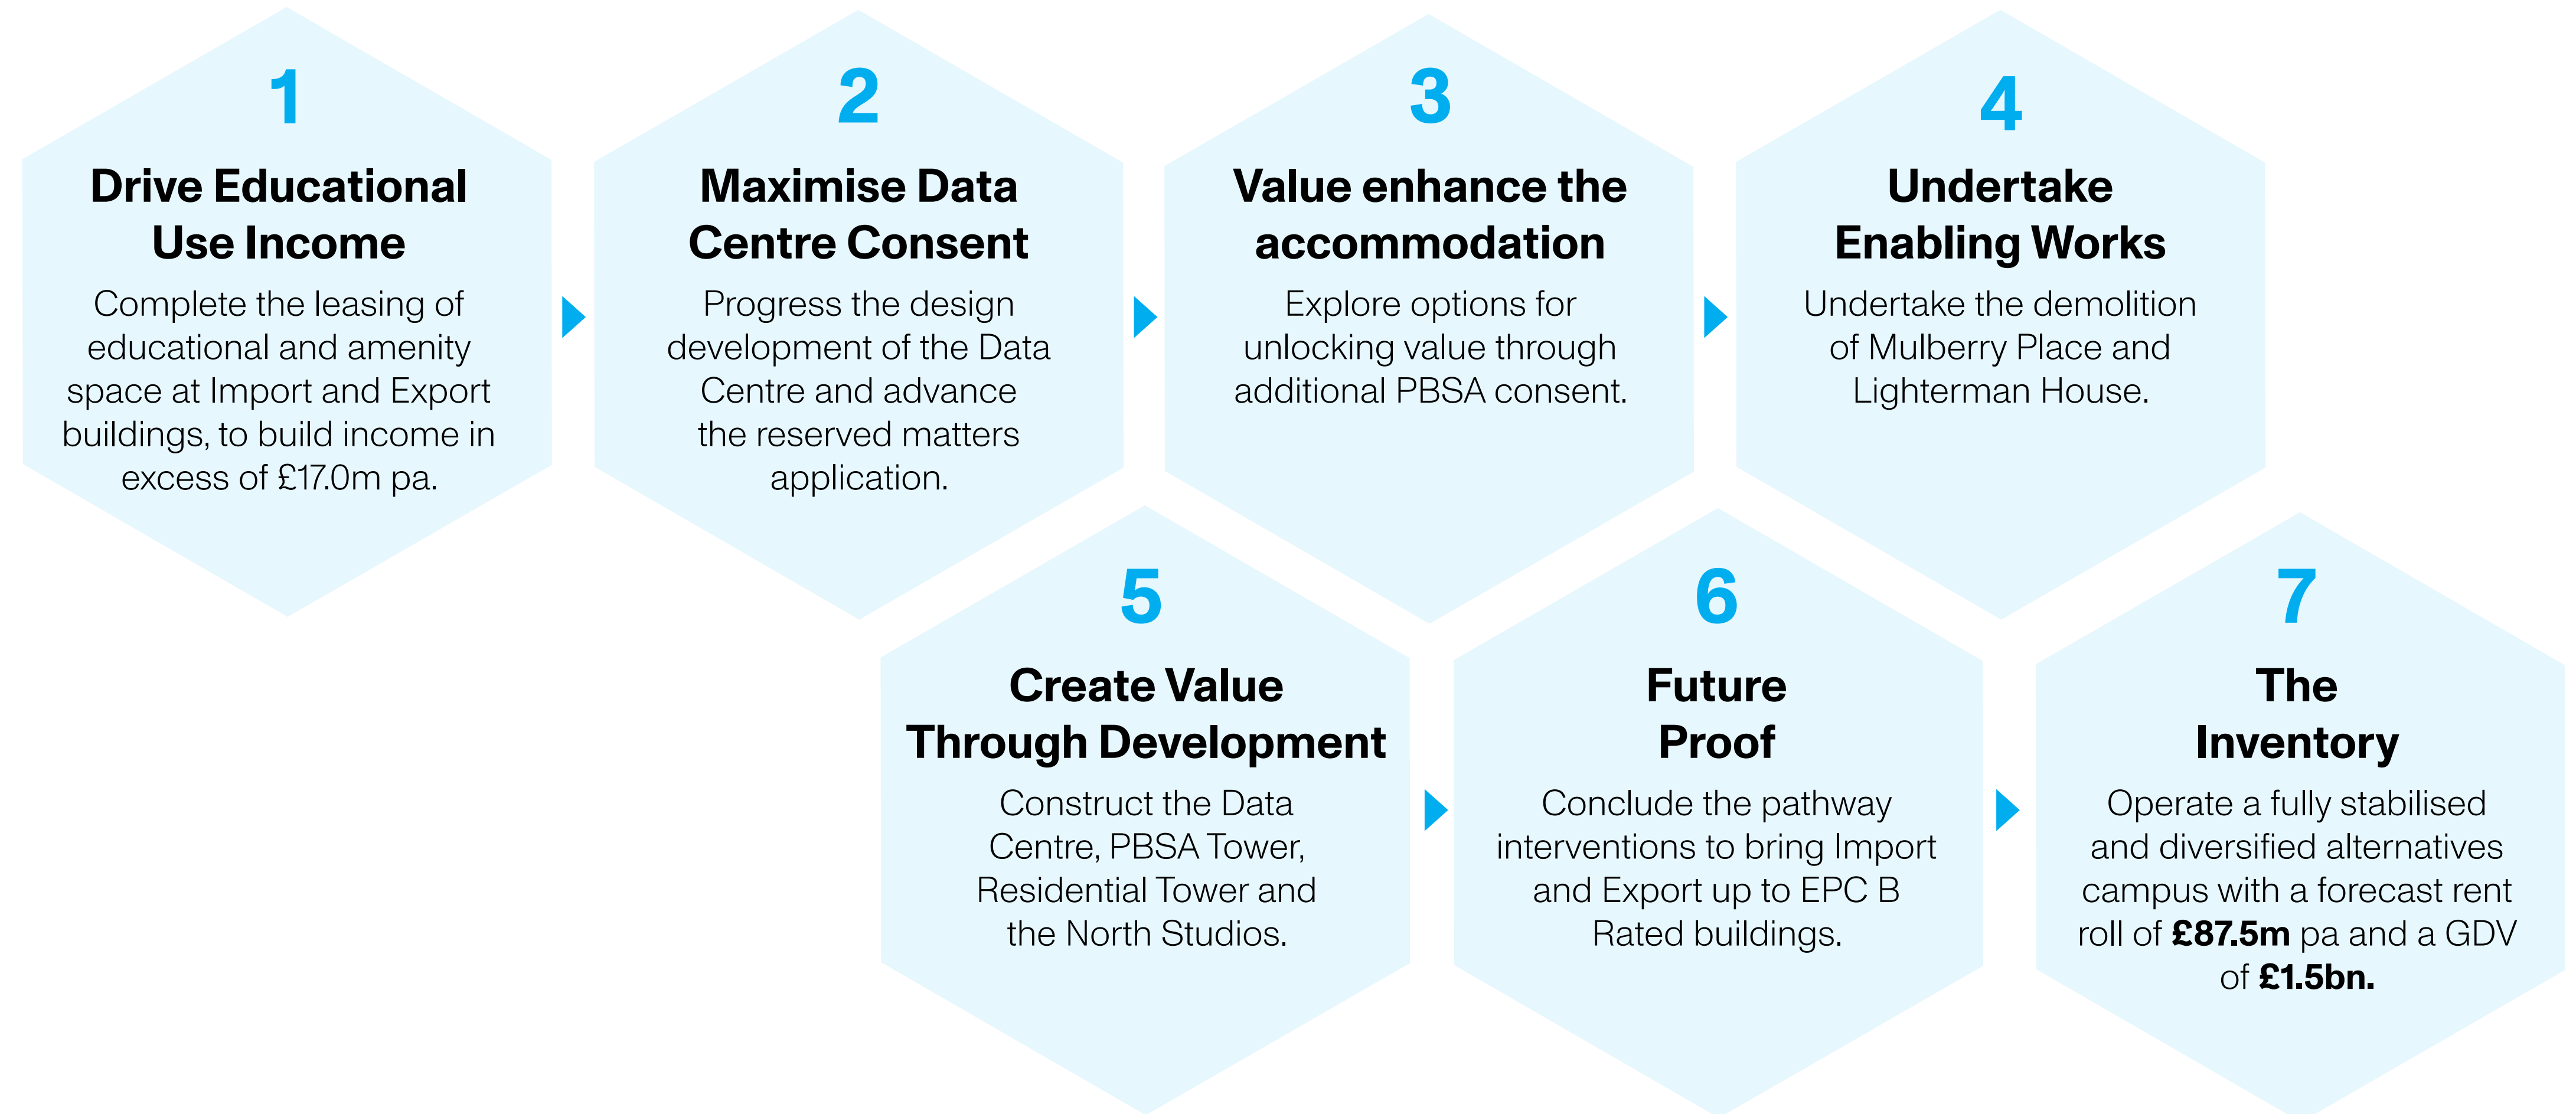 1
Drive Educational
Use Income
Complete the leasing of
educational and amenity
space at Import and Export
buildings, to build income in
excess of £17.0m pa.
2
Maximise Data
Centre Consent
Progress the design
development of the Data
Centre and advance
the reserved matters
application.
3
Value enhance the
accommodation
Explore options for
unlocking value through
additional PBSA consent.
4
Undertake
Enabling Works
Undertake the demolition
of Mulberry Place and
Lighterman House.
5
Create Value
Through Development
Construct the Data
Centre, PBSA Tower,
Residential Tower and
the North Studios.
6
Future
Proof
Conclude the pathway
interventions to bring Import
and Export up to EPC B
Rated buildings.
7
The
Inventory
Operate a fully stabilised
and diversified alternatives
campus with a forecast rent
roll of £87.5m pa and a GDV
of £1.5bn.